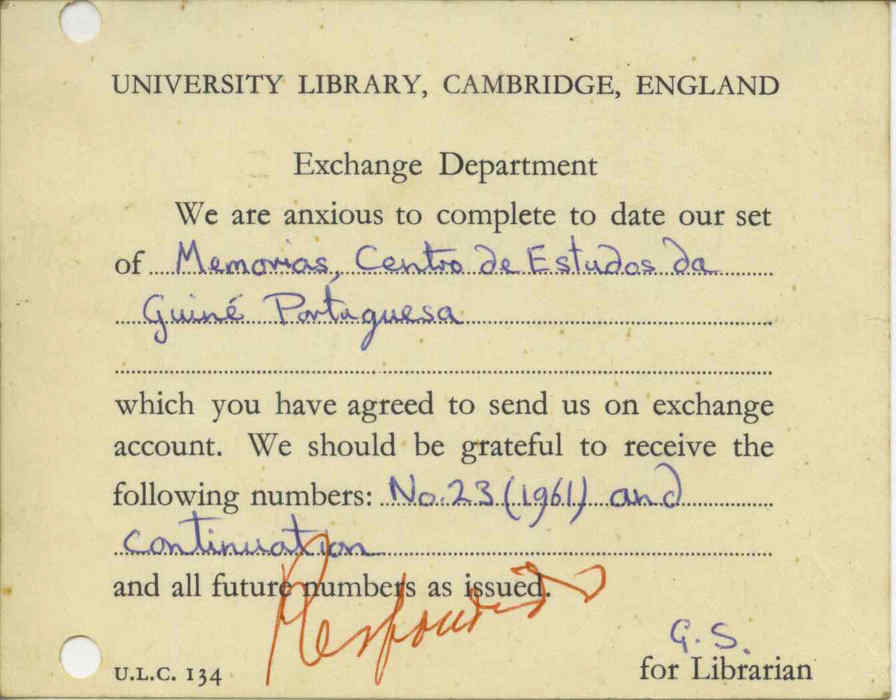 UNIVERSITY LIBRARY, CAMBRIDGE, ENGLAND
Exchange Department
We are anxious to complete to date our set
of Memorias, Centro de Estudos da
Guiné Portuguesa
which you have agreed to send us on exchange
account. We should be grateful to receive the
following numbers: No. 23 (1961) and
continuation
and all future numbers as issued.
Respondido
G. S.
U.L.C. 134 for Librarian